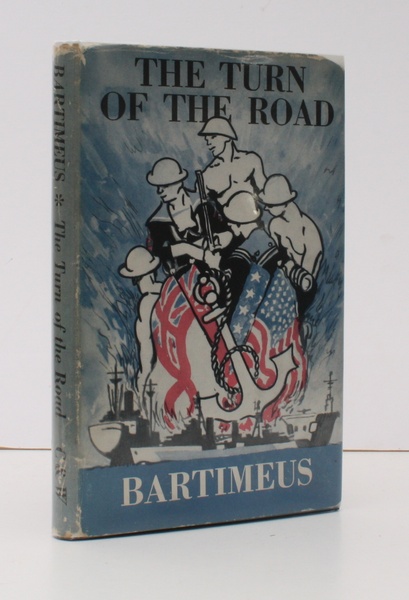 THE TURN
OF THE ROAD
BARTIMEUS
BARTIMEUS * The Turn of the Road